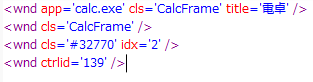 <wnd app='calc.exe' cls='CalcFrame' title='電卓' />
<wnd cls='CalcFrame' />
<wnd cls='#32770' idx='2' />
<wnd ctrlid='139' />